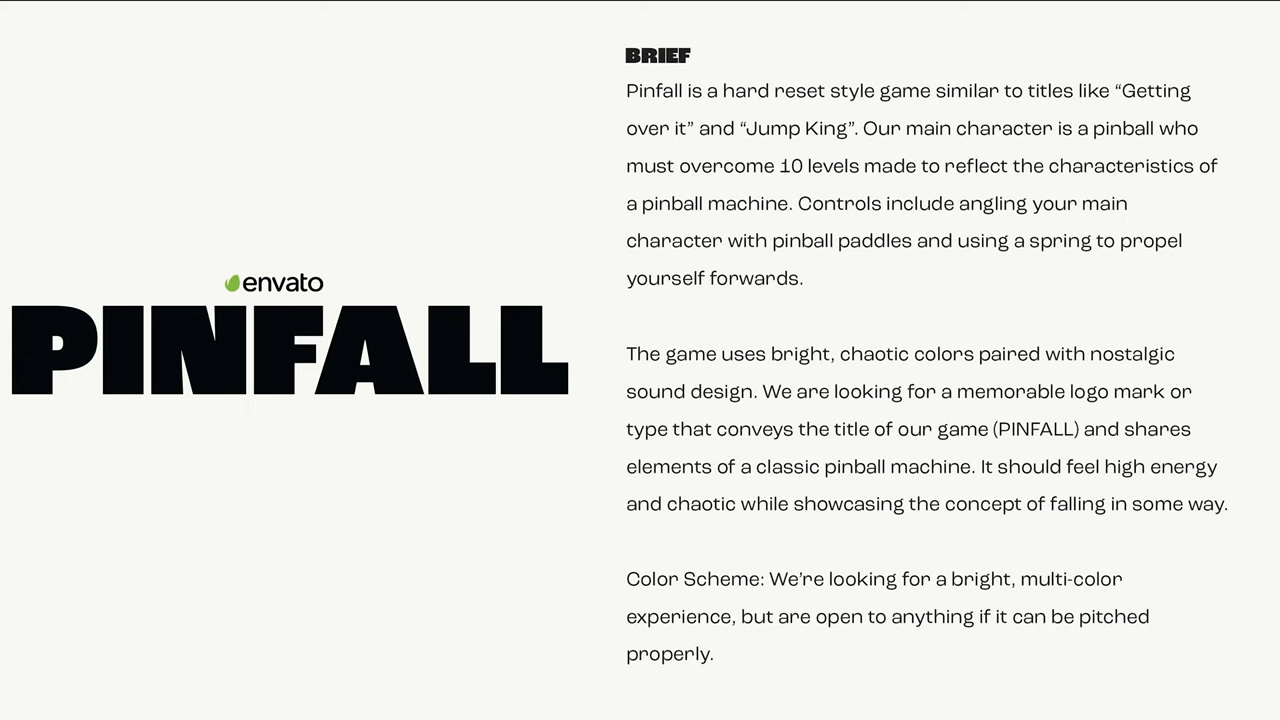 envato
PINFALL
BRIEF
Pinfall is a hard reset style game similar to titles like “Getting
over it” and “Jump King”. Our main character is a pinball who
must overcome 10 levels made to reflect the characteristics of
a pinball machine. Controls include angling your main
character with pinball paddles and using a spring to propel
yourself forwards.
The game uses bright, chaotic colors paired with nostalgic
sound design. We are looking for a memorable logo mark or
type that conveys the title of our game (PINFALL) and shares
elements of a classic pinball machine. It should feel high energy
and chaotic while showcasing the concept of falling in some way.
Color Scheme: We’re looking for a bright, multi-color
experience, but are open to anything if it can be pitched
properly.